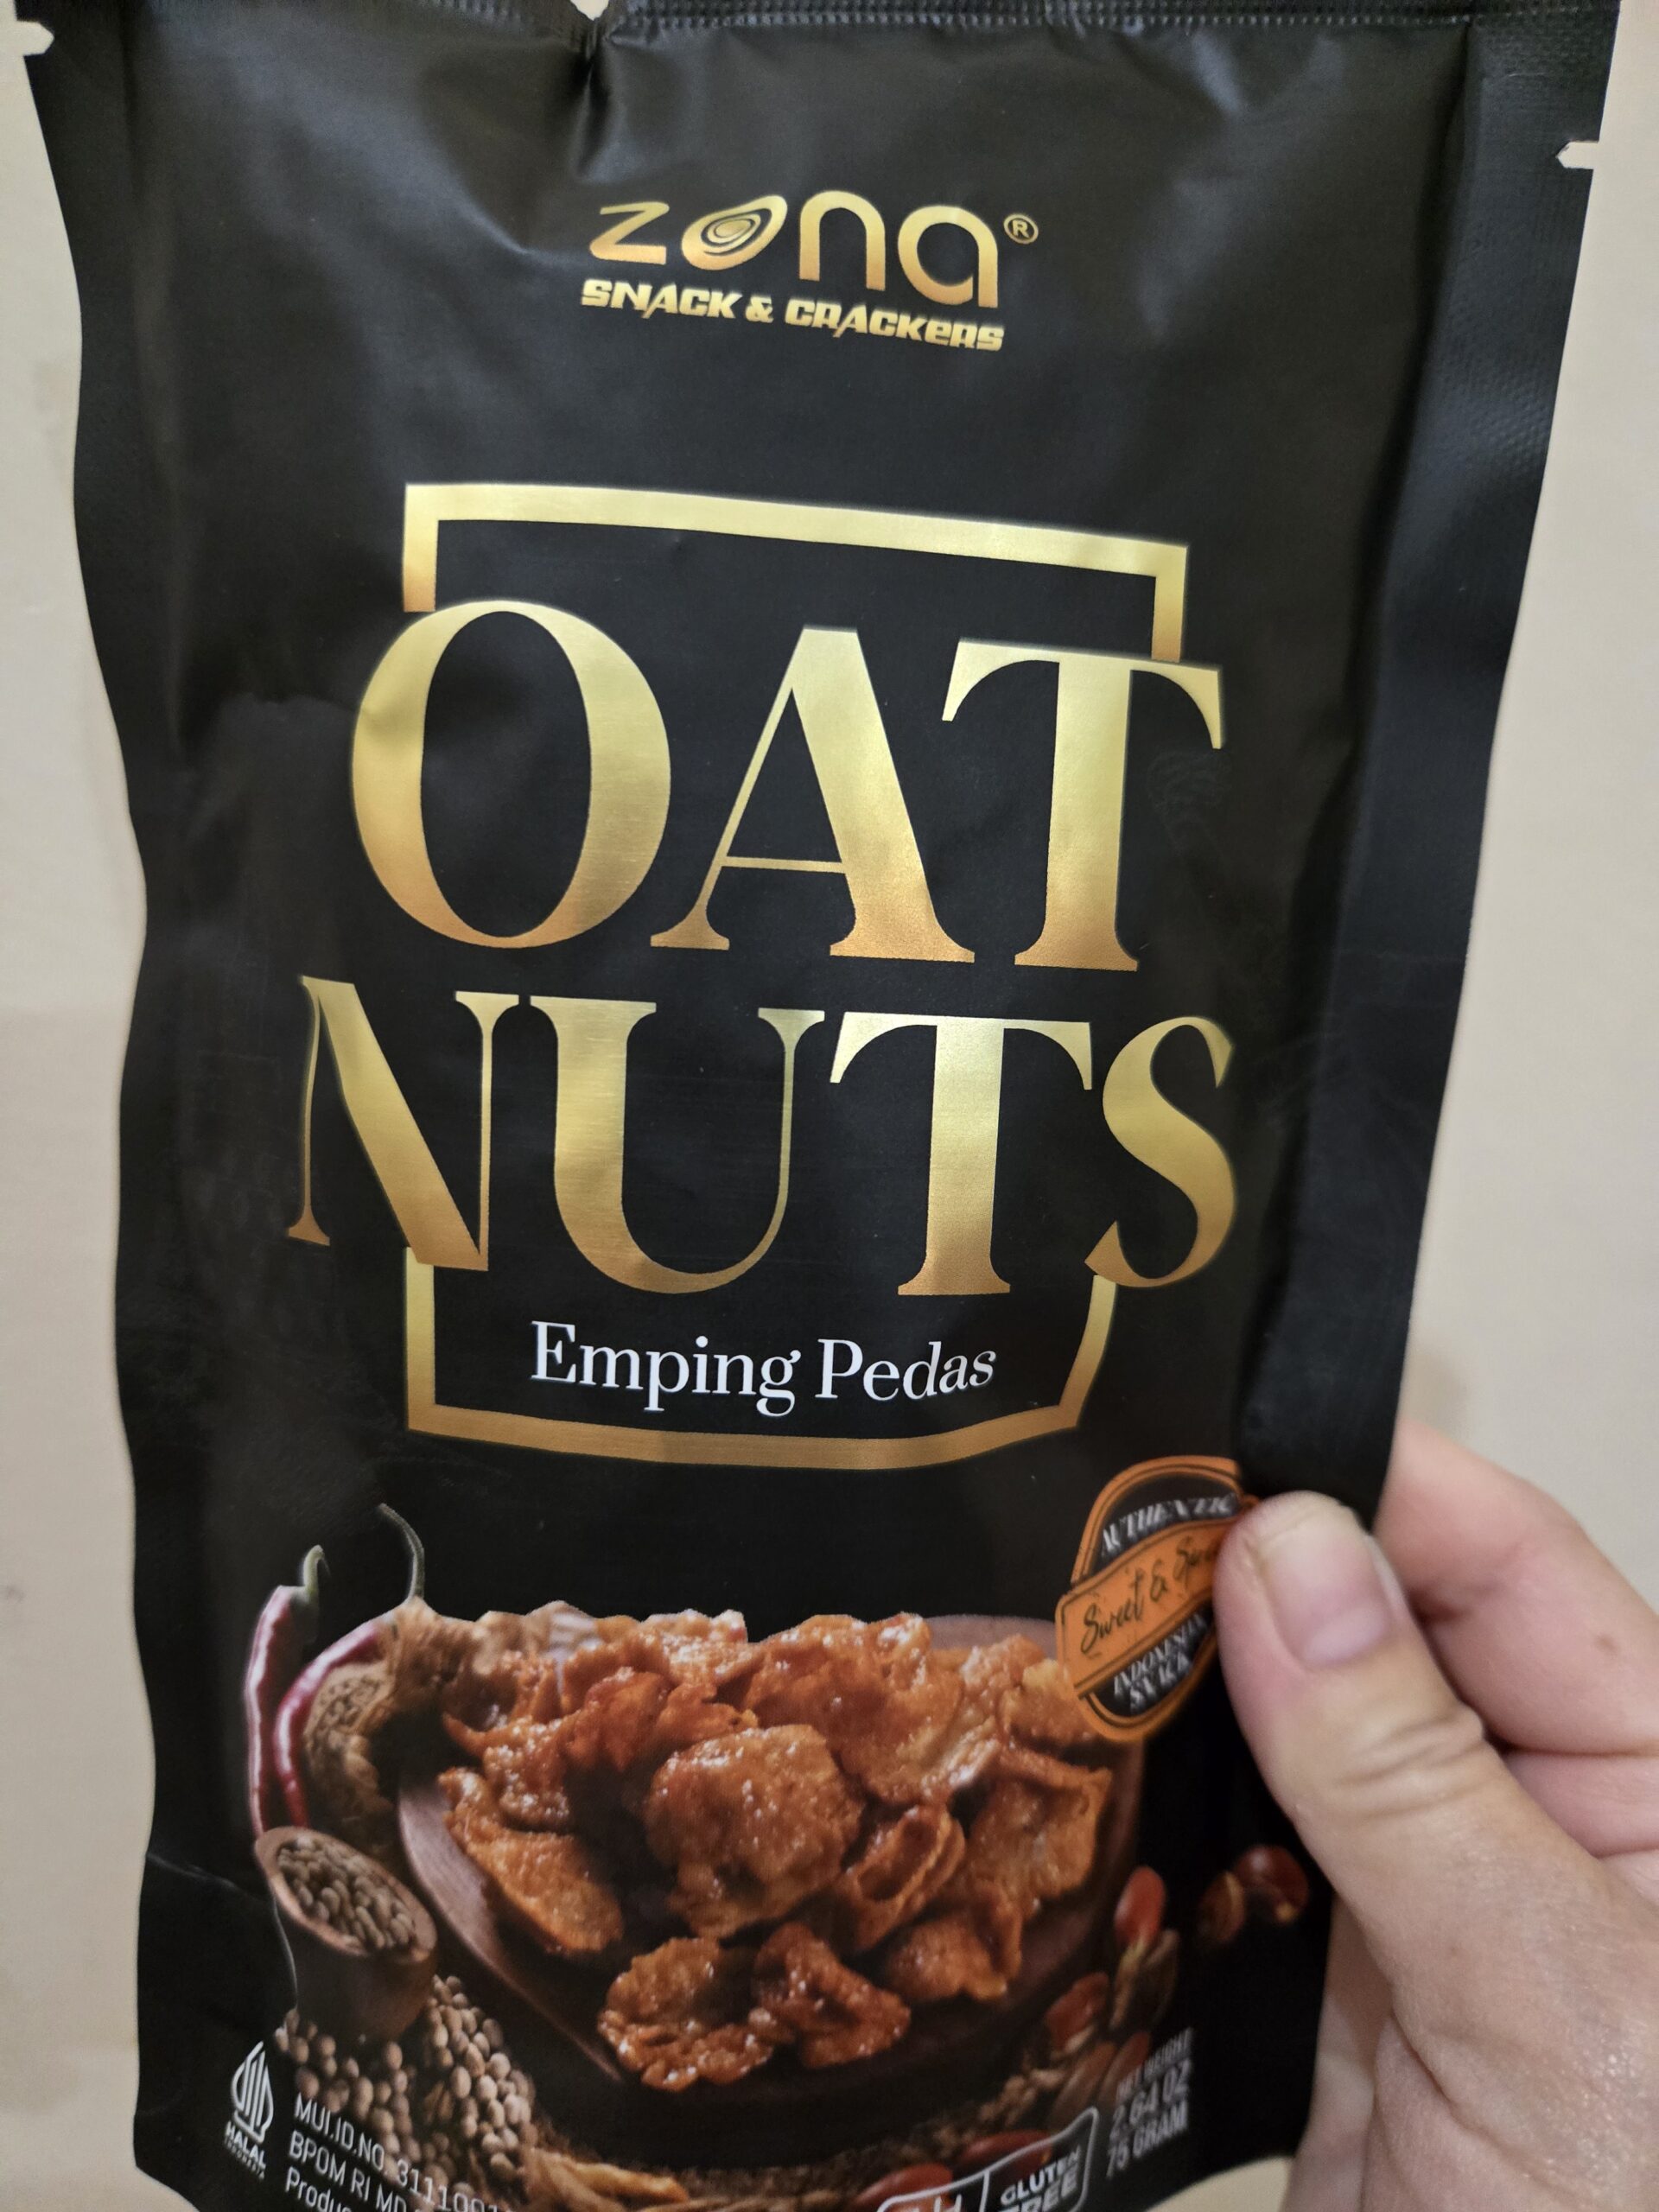 zona®
SNACK & CRACKERS
OAT
NUTS
Emping Pedas
AUTHENTIC
Sweet &
INDONESIAN
SNACK
HALAL
INDONESIA
MUI.ID.NO.
BPOM RI MD
NET WEIGHT
2.64 OZ
75 GRAM
GLUTEN
FREE